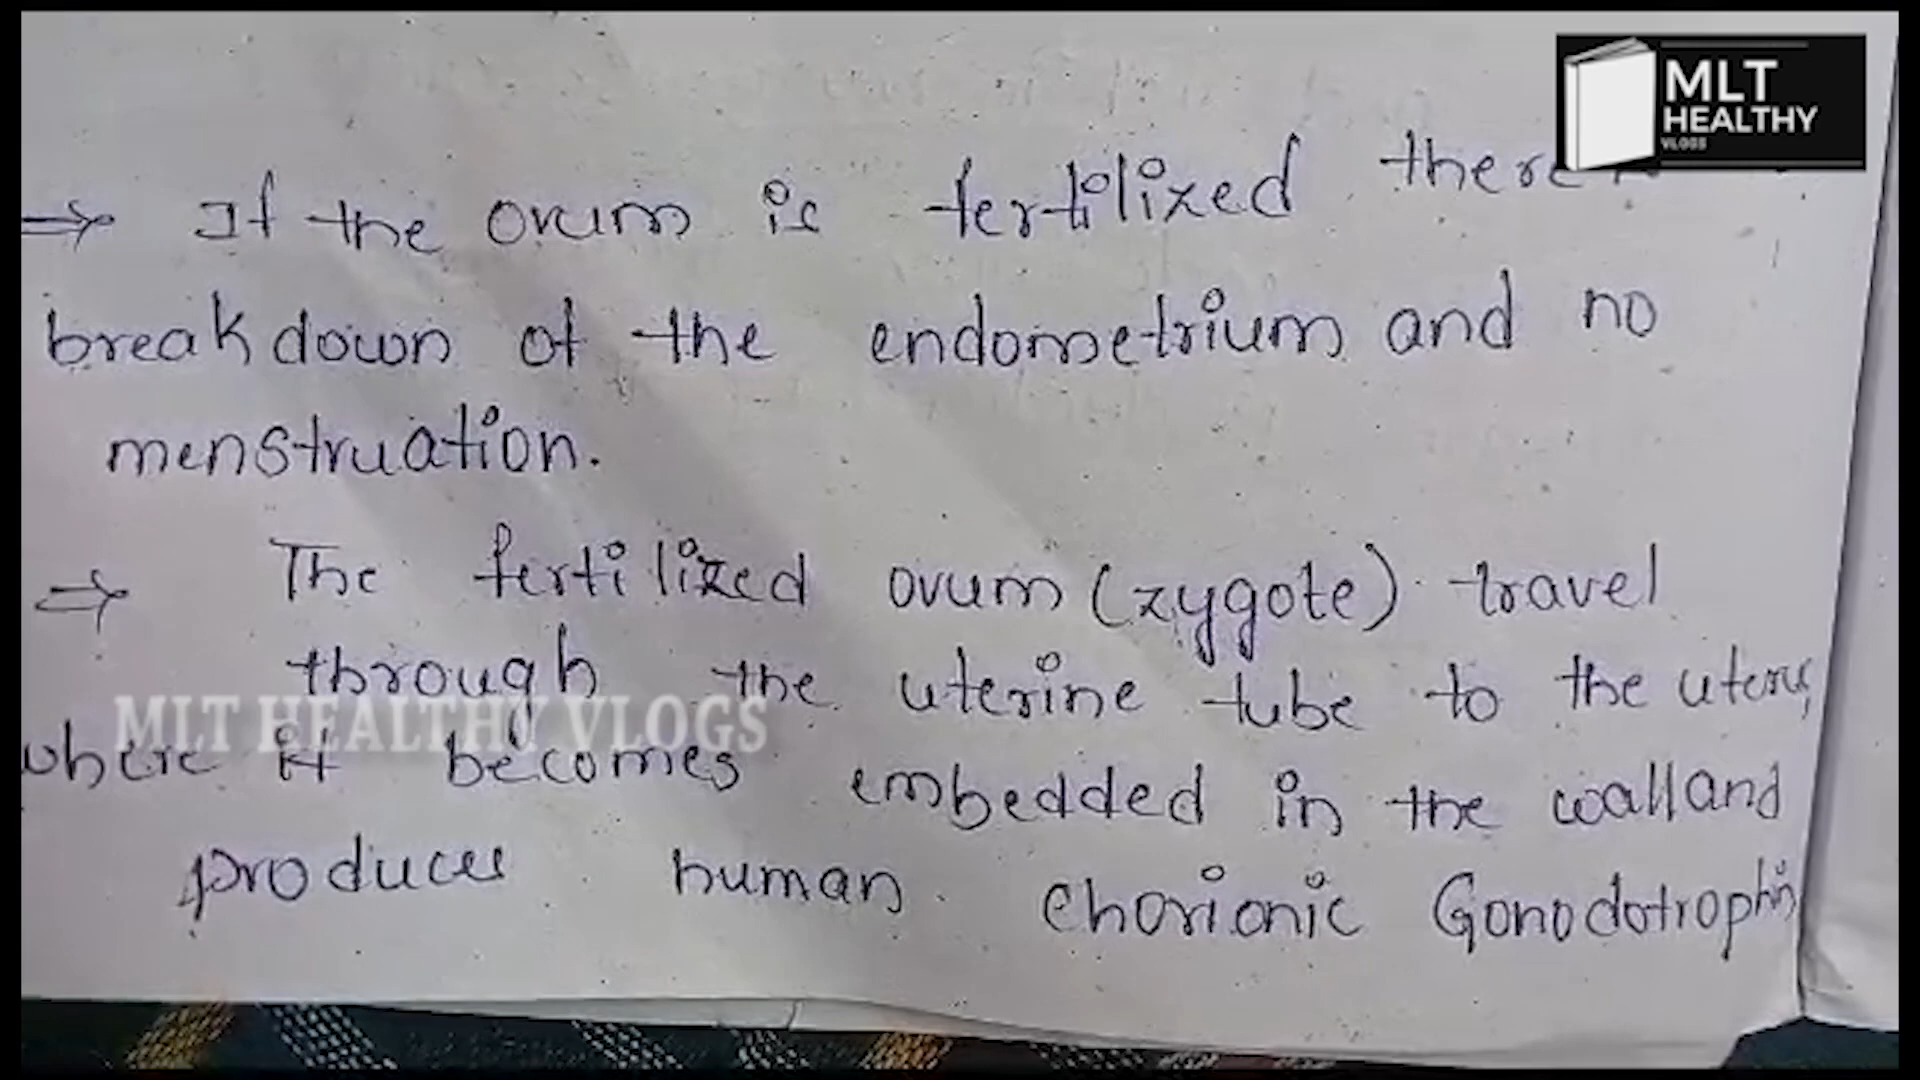 MLT
HEALTHY
VLOGS
⇒ If the ovum is fertilized there
breakdown of the endometrium and no
menstruation.
⇒ The fertilized ovum (zygote) travel
through the uterine tube to the uterus
MLT HEALTHY VLOGS
where it becomes embedded in the wall and
produces human chorionic Gonodotrophin